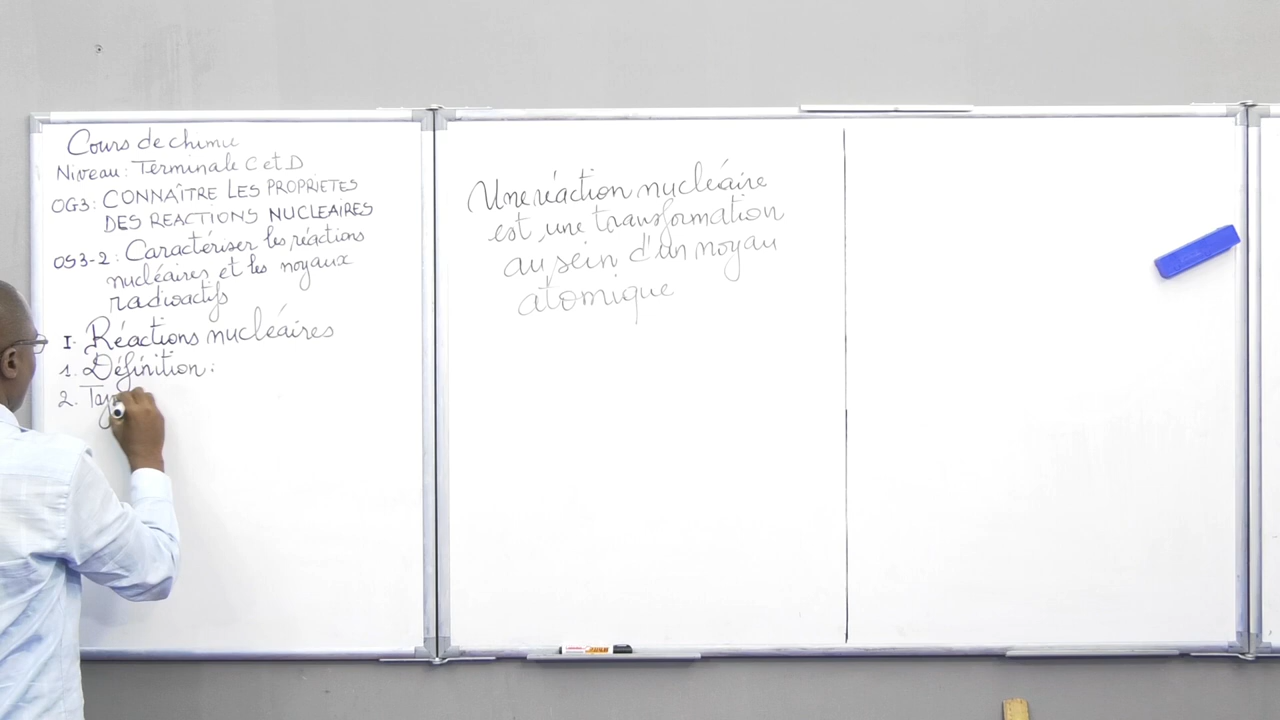 Cours de chimie
Niveau : Terminale C et D
OG3 : CONNAÎTRE LES PROPRIETES
DES REACTIONS NUCLEAIRES
OS3-2 : Caractériser les réactions
nucléaires et les noyaux
radioactifs
I. Réactions nucléaires
1. Définition :
2.
Une réaction nucléaire
est une transformation
au sein d'un noyau
atomique